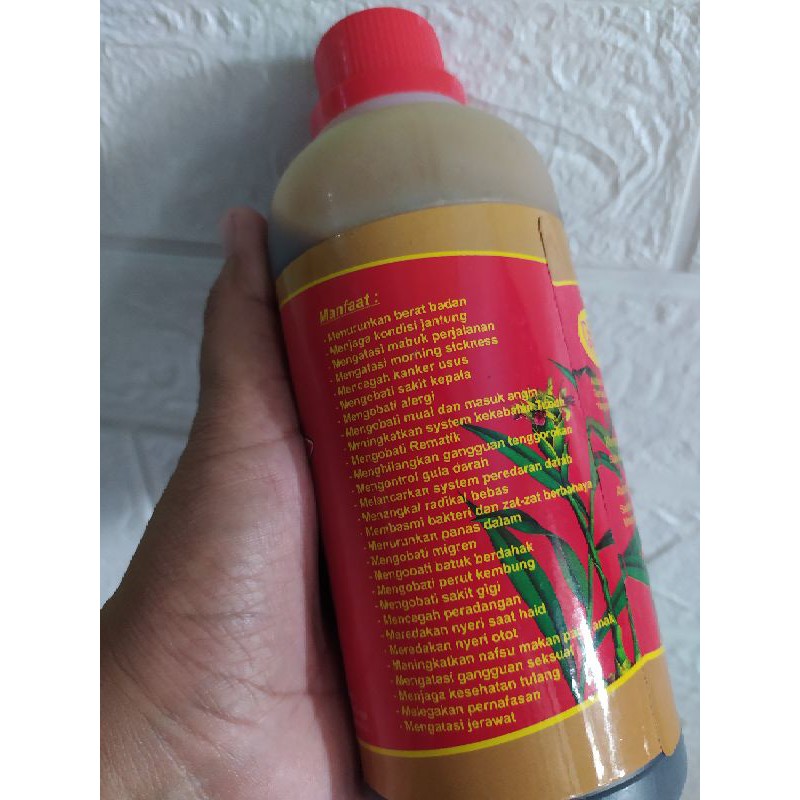 Manfaat :
- Menurunkan berat badan
- Menjaga kondisi jantung
- Mengatasi mabuk perjalanan
- Mengatasi morning sickness
- Mencegah kanker usus
- Mengobati sakit kepala
- Mengobati alergi
- Mengobati mual dan masuk angin
- Meningkatkan system kekebalan Tubuh
- Mengobati Rematik
- Menghilangkan gangguan tenggorokan
- Mengontrol gula darah
- Melancarkan system peredaran darah
- Menangkal radikal bebas
- Membasmi bakteri dan zat-zat berbahaya
- Menurunkan panas dalam
- Mengobati migren
- Mengobati batuk berdahak
- Mengobati perut kembung
- Mengobati sakit gigi
- Mencegah peradangan
- Meredakan nyeri saat haid
- Meredakan nyeri otot
- Meningkatkan nafsu makan pada anak
- Mengatasi gangguan seksual
- Menjaga kesehatan tulang
- Melegakan pernafasan
- Mengatasi jerawat